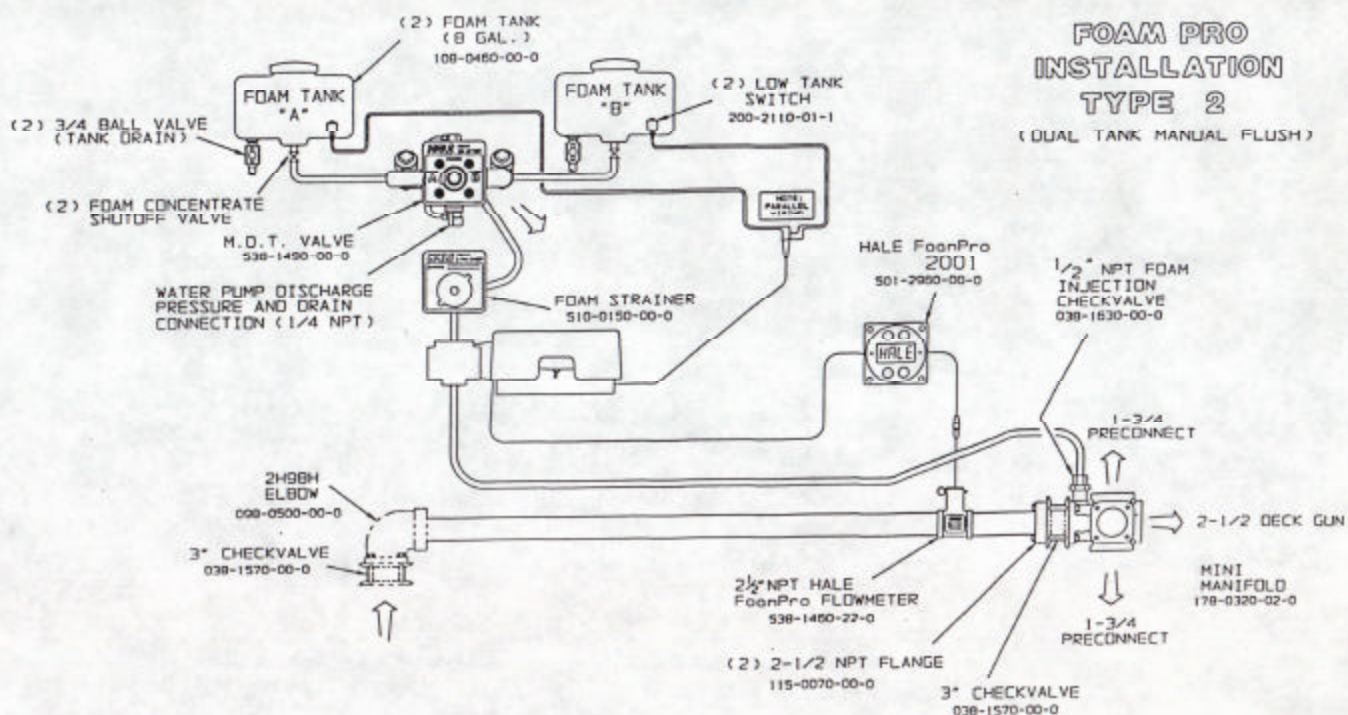 FOAM PRO
INSTALLATION
TYPE 2
(DUAL TANK MANUAL FLUSH)
(2) FOAM TANK
(8 GAL.)
108-0460-00-0
FOAM TANK
"A"
FOAM TANK
"B"
(2) LOW TANK
SWITCH
200-2110-01-1
(2) 3/4 BALL VALVE
(TANK DRAIN)
(2) FOAM CONCENTRATE
SHUTOFF VALVE
M.D.T. VALVE
538-1490-00-0
NOTE:
PARALLEL
WATER PUMP DISCHARGE
PRESSURE AND DRAIN
CONNECTION (1/4 NPT)
FOAM STRAINER
510-0150-00-0
HALE FoamPro
2001
501-2980-00-0
HALE
1/2" NPT FOAM
INJECTION
CHECKVALVE
038-1630-00-0
1-3/4
PRECONNECT
2H98H
ELBOW
098-0500-00-0
2-1/2 DECK GUN
3" CHECKVALVE
038-1570-00-0
2½" NPT HALE
FoamPro FLOWMETER
538-1460-22-0
MINI
MANIFOLD
178-0320-02-0
1-3/4
PRECONNECT
(2) 2-1/2 NPT FLANGE
115-0070-00-0
3" CHECKVALVE
038-1570-00-0